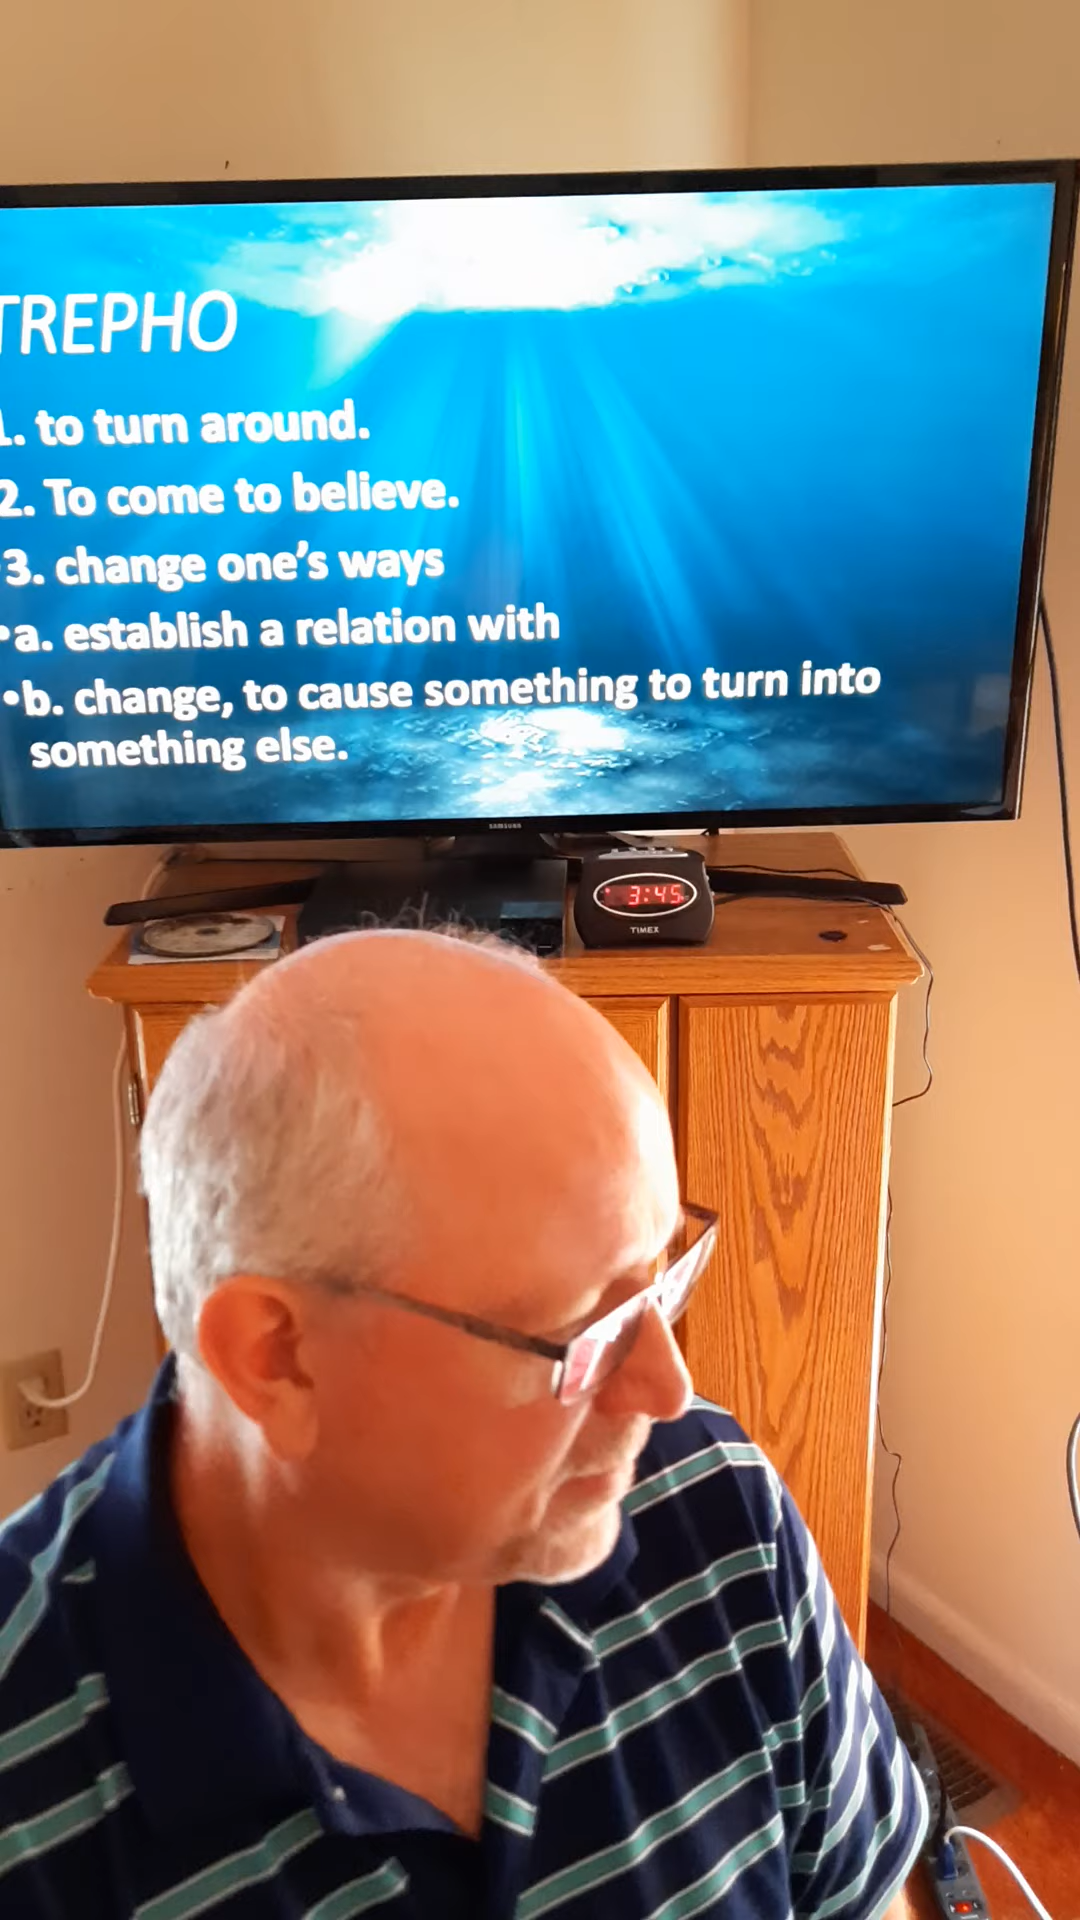 TREPHO
1. to turn around.
2. To come to believe.
3. change one's ways
•a. establish a relation with
•b. change, to cause something to turn into
something else.
SAMSUNG
3:45
TIMEX